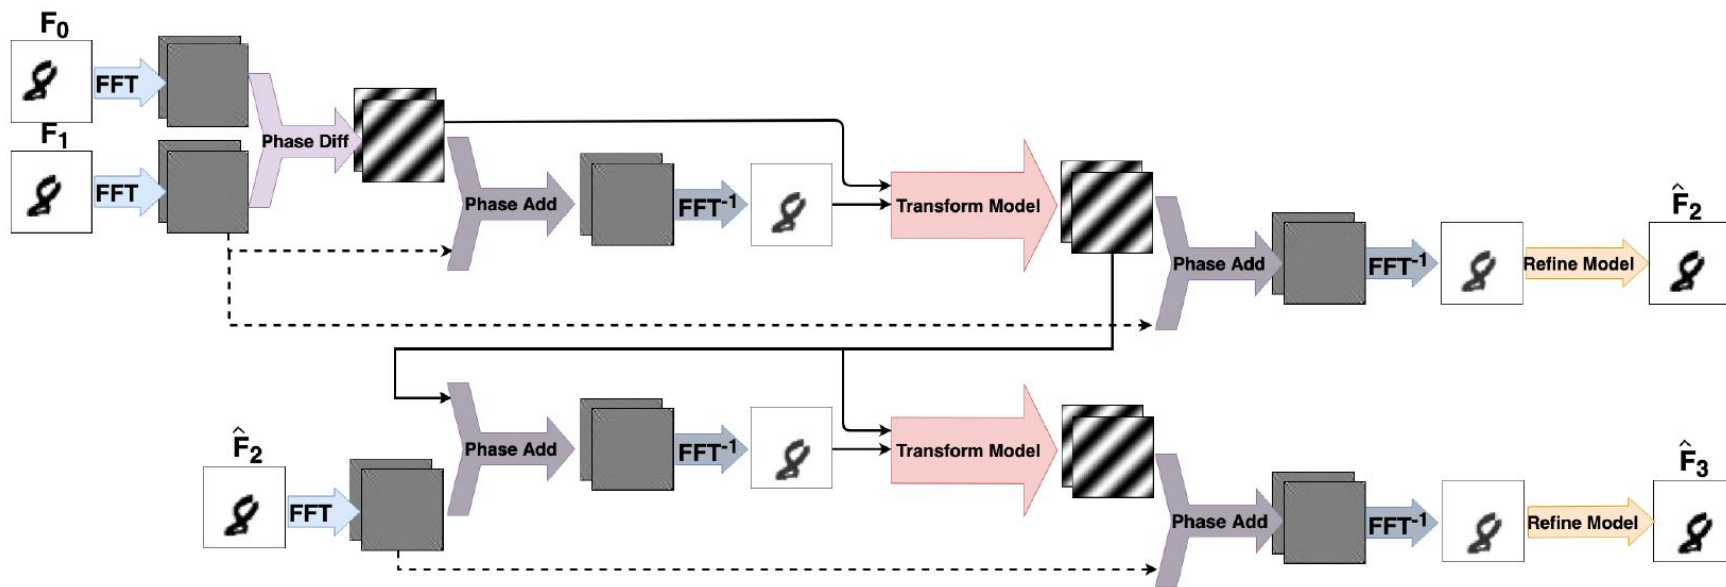 F₀
FFT
F₁
FFT
Phase Diff
Phase Add
FFT⁻¹
Transform Model
Phase Add
FFT⁻¹
Refine Model
F̂₂
F̂₂
FFT
Phase Add
FFT⁻¹
Transform Model
Phase Add
FFT⁻¹
Refine Model
F̂₃